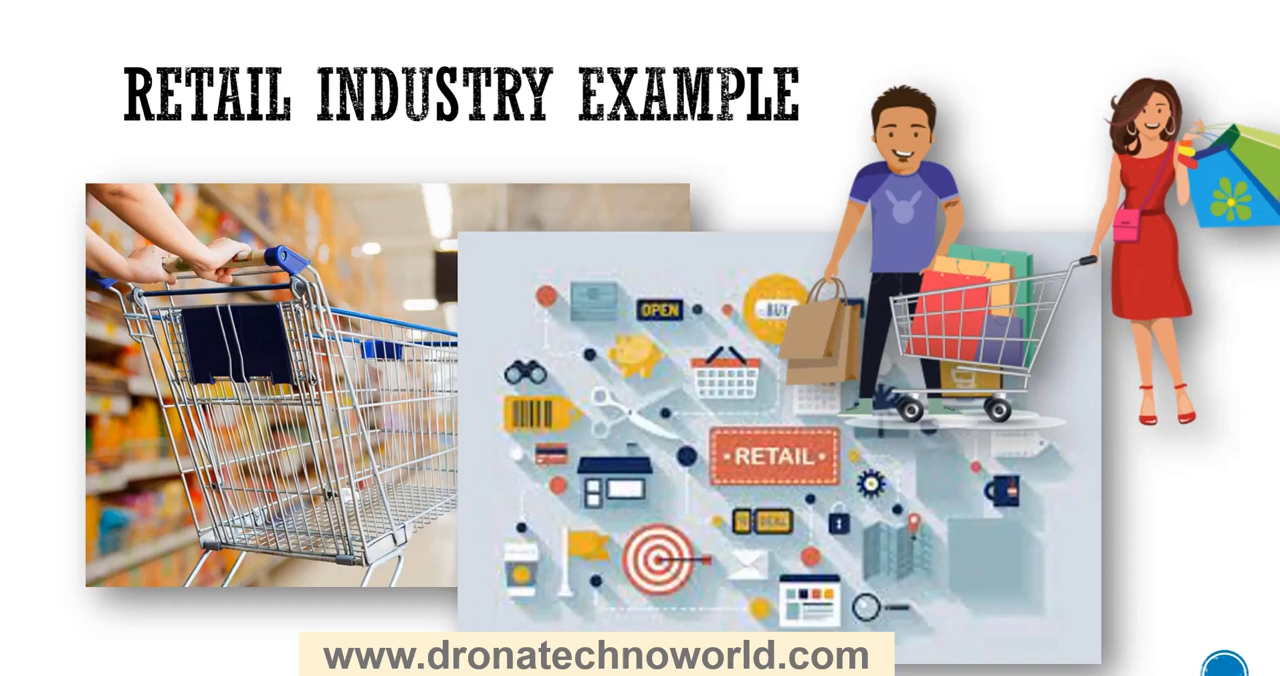 RETAIL INDUSTRY EXAMPLE
OPEN
BUY
• RETAIL •
www.dronatechnoworld.com